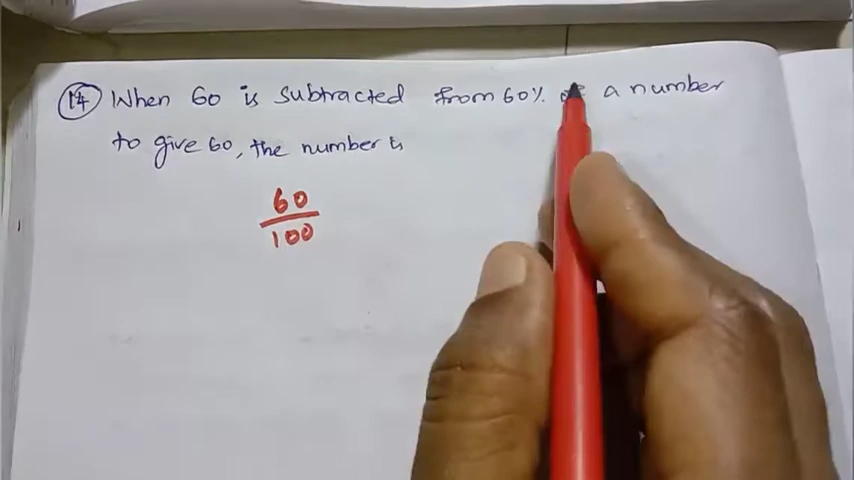 14 When 60 is subtracted from 60% a number
to give 60, the number is
60
100